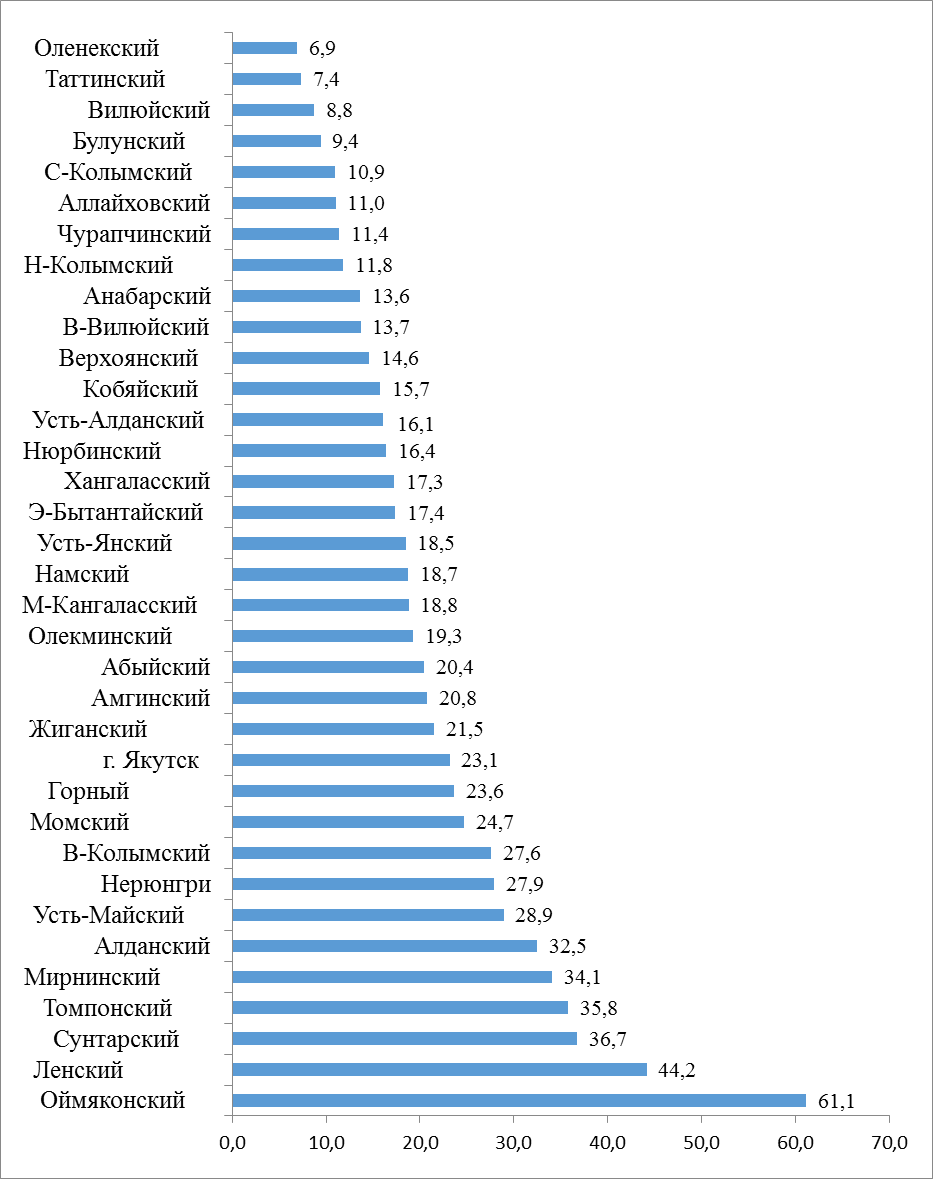 Оленекский 6,9
Таттинский 7,4
Вилюйский 8,8
Булунский 9,4
С-Колымский 10,9
Аллайховский 11,0
Чурапчинский 11,4
Н-Колымский 11,8
Анабарский 13,6
В-Вилюйский 13,7
Верхоянский 14,6
Кобяйский 15,7
Усть-Алданский 16,1
Нюрбинский 16,4
Хангаласский 17,3
Э-Бытантайский 17,4
Усть-Янский 18,5
Намский 18,7
М-Кангаласский 18,8
Олекминский 19,3
Абыйский 20,4
Амгинский 20,8
Жиганский 21,5
г. Якутск 23,1
Горный 23,6
Момский 24,7
В-Колымский 27,6
Нерюнгри 27,9
Усть-Майский 28,9
Алданский 32,5
Мирнинский 34,1
Томпонский 35,8
Сунтарский 36,7
Ленский 44,2
Оймяконский 61,1
0,0 10,0 20,0 30,0 40,0 50,0 60,0 70,0